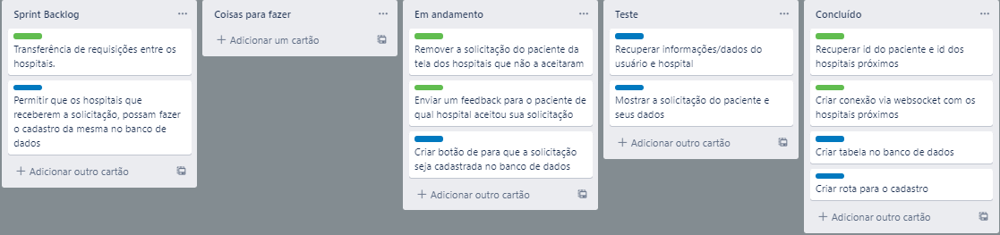 Sprint Backlog
Transferência de requisições entre os
hospitais.
Permitir que os hospitais que
receberem a solicitação, possam fazer
o cadastro da mesma no banco de
dados
Adicionar outro cartão
Coisas para fazer
Adicionar um cartão
Em andamento
Remover a solicitação do paciente da
tela dos hospitais que não a aceitaram
Enviar um feedback para o paciente de
qual hospital aceitou sua solicitação
Criar botão de para que a solicitação
seja cadastrada no banco de dados
Adicionar outro cartão
Teste
Recuperar informações/dados do
usuário e hospital
Mostrar a solicitação do paciente e
seus dados
Adicionar outro cartão
Concluído
Recuperar id do paciente e id dos
hospitais próximos
Criar conexão via websocket com os
hospitais próximos
Criar tabela no banco de dados
Criar rota para o cadastro
Adicionar outro cartão